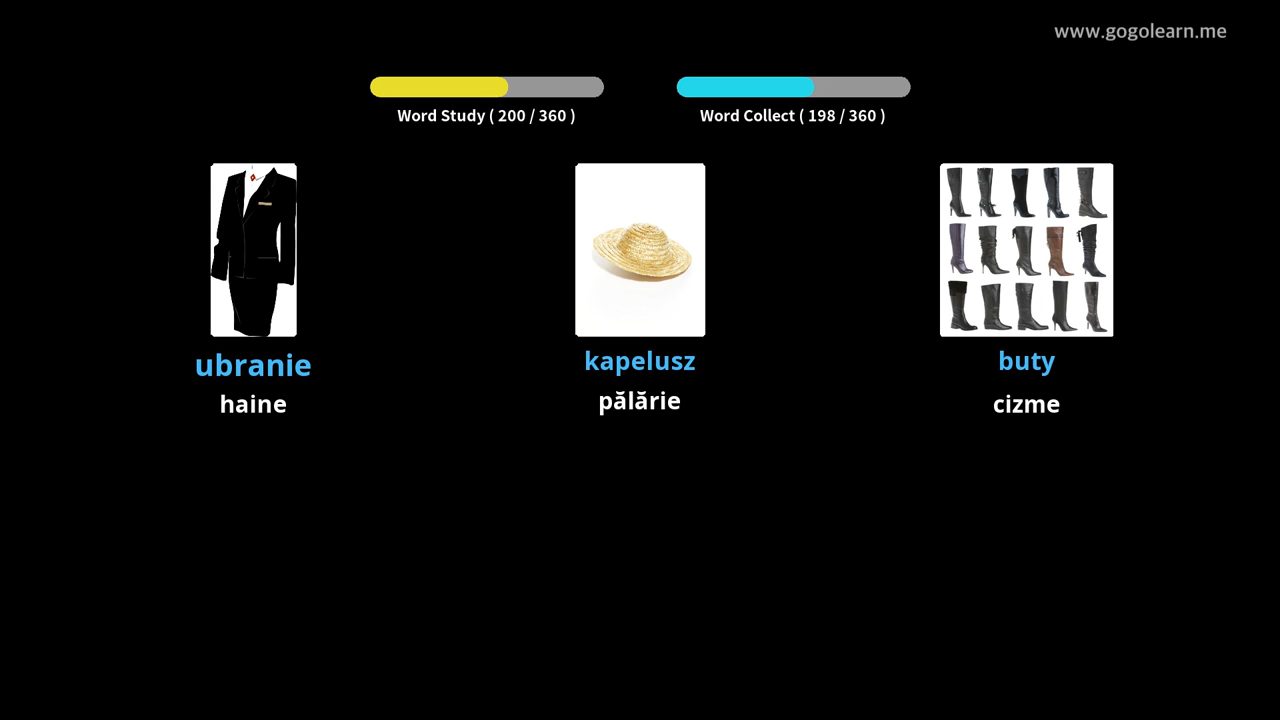 www.gogolearn.me
Word Study ( 200 / 360 )
Word Collect ( 198 / 360 )
ubranie
haine
kapelusz
pălărie
buty
cizme